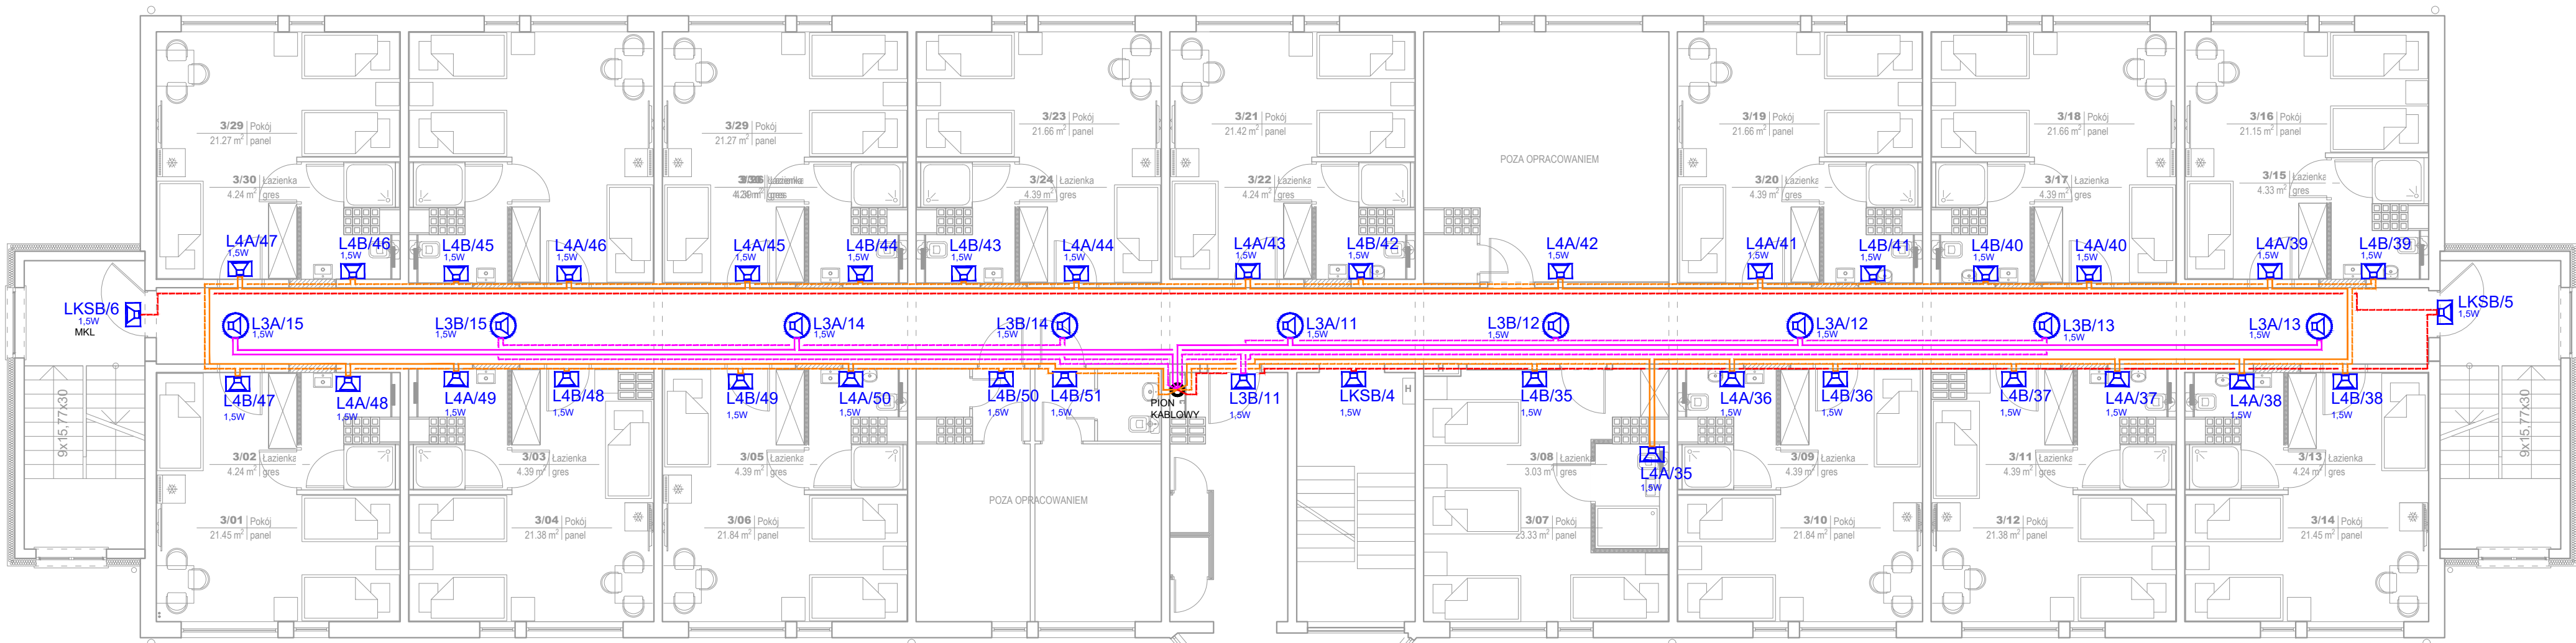 3/29 Pokój
21.27 m² panel
3/29 Pokój
21.27 m² panel
3/23 Pokój
21.66 m² panel
3/21 Pokój
21.42 m² panel
POZA OPRACOWANIEM
3/19 Pokój
21.66 m² panel
3/18 Pokój
21.66 m² panel
3/16 Pokój
21.15 m² panel
3/30 Łazienka
4.24 m² gres
Łazienka
gres
3/24 Łazienka
4.39 m² gres
3/22 Łazienka
4.24 m² gres
3/20 Łazienka
4.39 m² gres
3/17 Łazienka
4.39 m² gres
3/15 Łazienka
4.33 m² gres
L4A/47
1,5W
L4B/46
1,5W
L4B/45
1,5W
L4A/46
1,5W
L4A/45
1,5W
L4B/44
1,5W
L4B/43
1,5W
L4A/44
1,5W
L4A/43
1,5W
L4B/42
1,5W
L4A/42
1,5W
L4A/41
1,5W
L4B/41
1,5W
L4B/40
1,5W
L4A/40
1,5W
L4A/39
1,5W
L4B/39
1,5W
LKSB/6
1,5W
MKL
L3A/15
1,5W
L3B/15
1,5W
L3A/14
1,5W
L3B/14
1,5W
L3A/11
1,5W
L3B/12
1,5W
L3A/12
1,5W
L3B/13
1,5W
L3A/13
1,5W
LKSB/5
1,5W
L4B/47
1,5W
L4A/48
1,5W
L4A/49
1,5W
L4B/48
1,5W
L4B/49
1,5W
L4A/50
1,5W
L4B/50
1,5W
L4B/51
1,5W
PION
KABLOWY
L3B/11
1,5W
LKSB/4
1,5W
H
H
L4B/35
1,5W
L4A/36
1,5W
L4B/36
1,5W
L4B/37
1,5W
L4A/37
1,5W
L4A/38
1,5W
L4B/38
1,5W
L4A/35
1,5W
9x15,77x30
9x15,77x30
3/02 Łazienka
4.24 m² gres
3/03 Łazienka
4.39 m² gres
3/05 Łazienka
4.39 m² gres
3/08 Łazienka
3.03 m² gres
3/09 Łazienka
4.39 m² gres
3/11 Łazienka
4.39 m² gres
3/13 Łazienka
4.24 m² gres
3/01 Pokój
21.45 m² panel
3/04 Pokój
21.38 m² panel
3/06 Pokój
21.84 m² panel
POZA OPRACOWANIEM
3/07 Pokój
23.33 m² panel
3/10 Pokój
21.84 m² panel
3/12 Pokój
21.38 m² panel
3/14 Pokój
21.45 m² panel